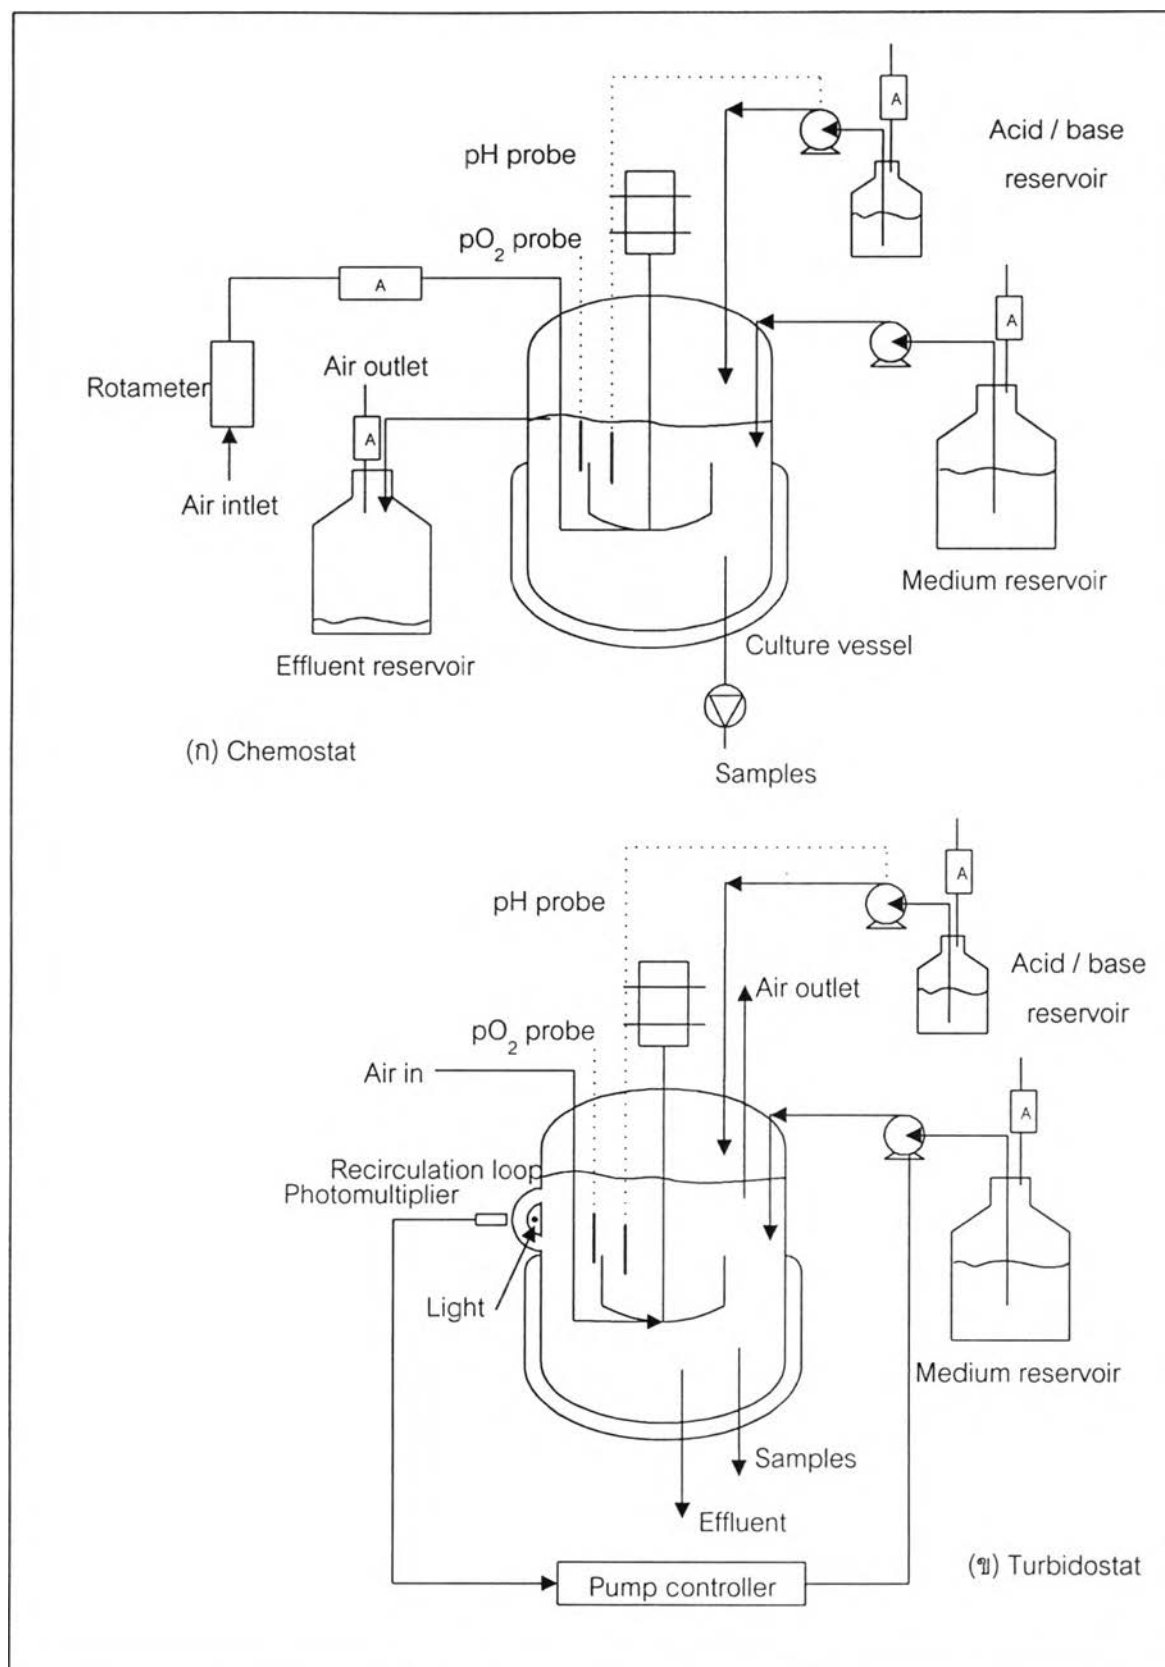 A
Acid / base
reservoir
pH probe
pO2 probe
A
A
Rotameter
Air outlet
A
Air intlet
Medium reservoir
Culture vessel
Effluent reservoir
(ก) Chemostat
Samples
A
pH probe
Acid / base
reservoir
Air outlet
pO2 probe
Air in
A
Recirulation loop
Photomultiplier
Light
Medium reservoir
Samples
Effluent
Pump controller
(ข) Turbidostat